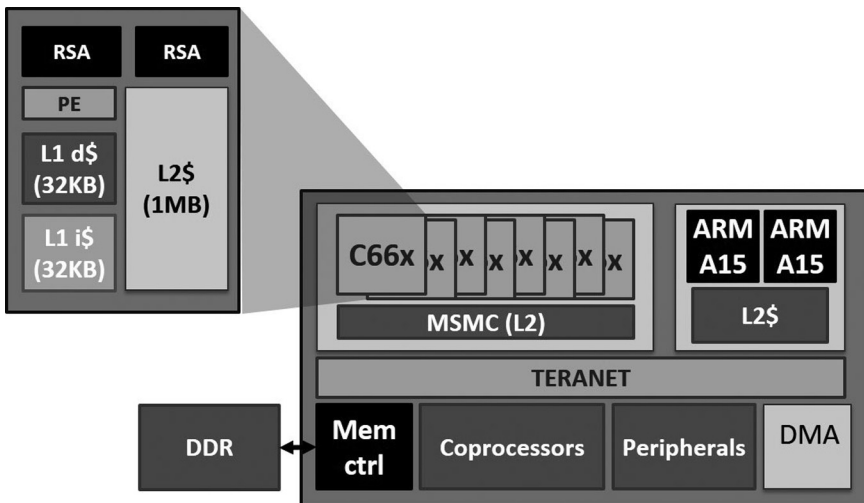 RSA RSA
PE
L1 d$
(32KB)
L2$
(1MB)
L1 i$
(32KB)
C66x x x x x x x
MSMC (L2)
ARM ARM
A15 A15
L2$
TERANET
DDR
Mem
ctrl
Coprocessors
Peripherals
DMA